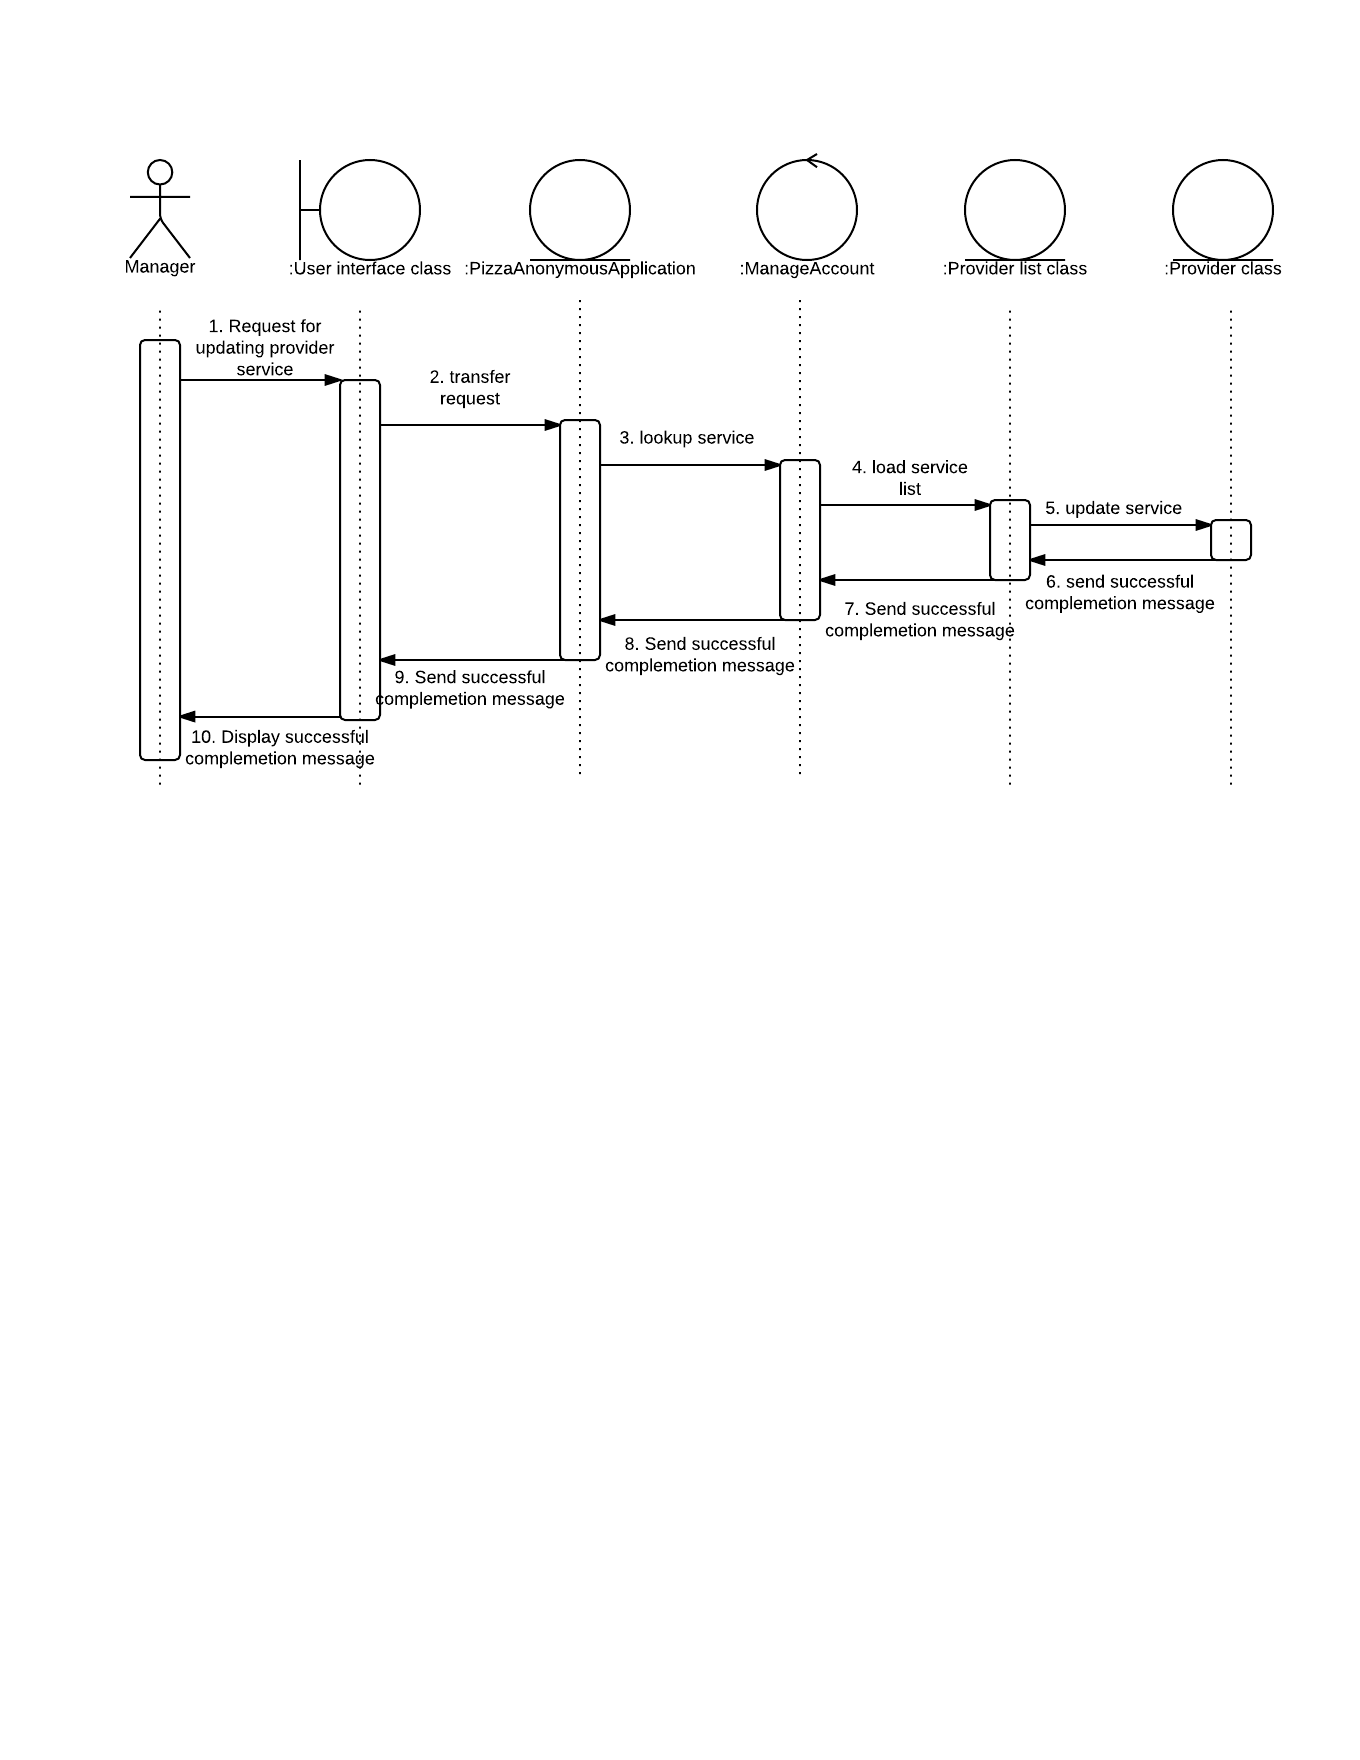 Manager
:User interface class
:PizzaAnonymousApplication
:ManageAccount
:Provider list class
:Provider class
1. Request for
updating provider
service
2. transfer
request
3. lookup service
4. load service
list
5. update service
6. send successful
complemetion message
7. Send successful
complemetion message
8. Send successful
complemetion message
9. Send successful
complemetion message
10. Display successful
complemetion message